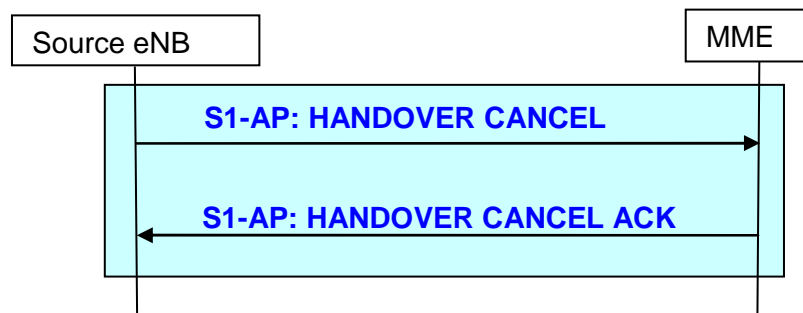 Source eNB
MME
S1-AP: HANDOVER CANCEL
S1-AP: HANDOVER CANCEL ACK